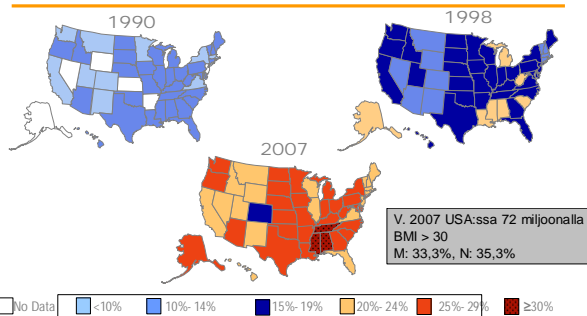 1990
1998
2007
V. 2007 USA:ssa 72 miljoonalla
BMI > 30
M: 33,3%, N: 35,3%
No Data <10% 10%- 14% 15%- 19% 20%- 24% 25%- 29% ≥30%